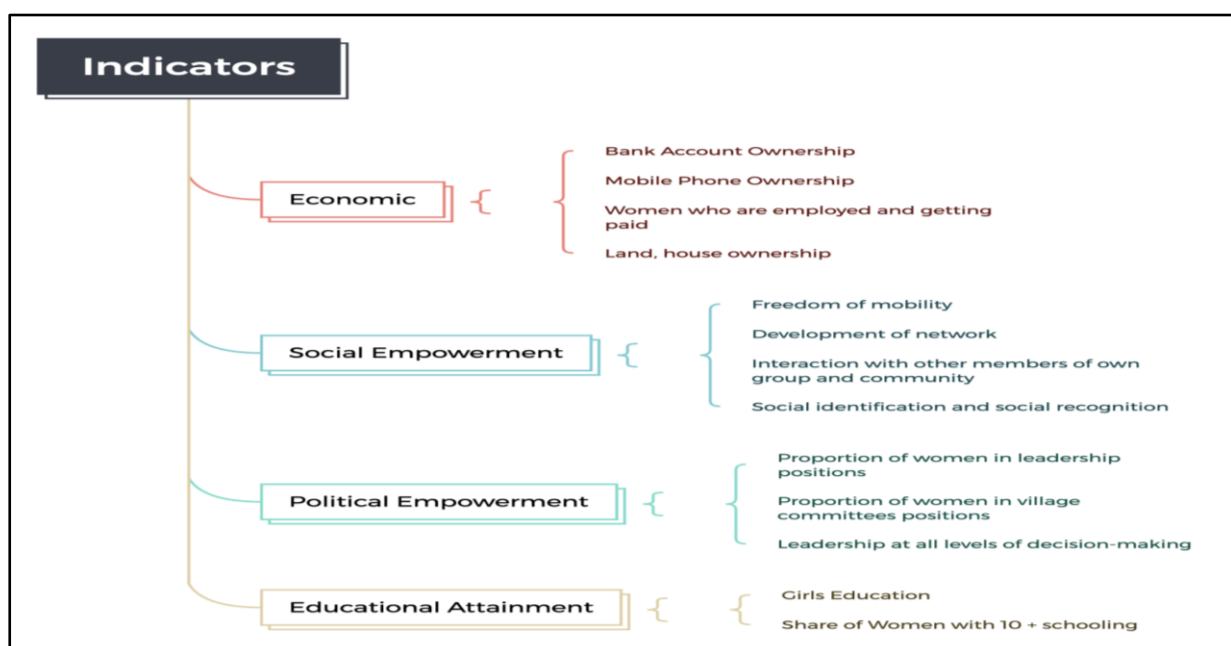 Indicators
Economic
Bank Account Ownership
Mobile Phone Ownership
Women who are employed and getting
paid
Land, house ownership
Social Empowerment
Freedom of mobility
Development of network
Interaction with other members of own
group and community
Social identification and social recognition
Political Empowerment
Proportion of women in leadership
positions
Proportion of women in village
committees positions
Leadership at all levels of decision-making
Educational Attainment
Girls Education
Share of Women with 10 + schooling